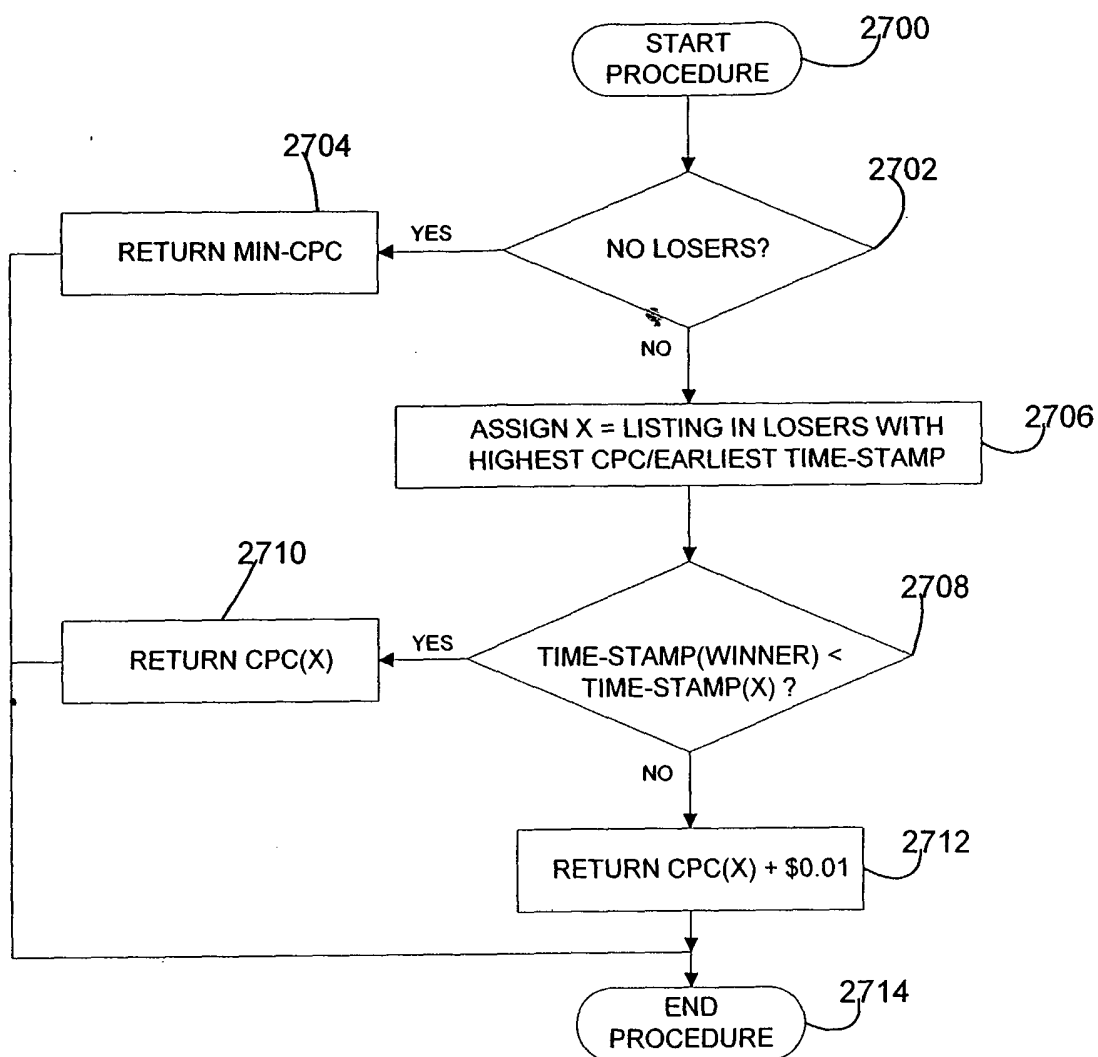 START
PROCEDURE
2700
2704
2702
RETURN MIN-CPC
YES
NO LOSERS?
NO
ASSIGN X = LISTING IN LOSERS WITH
HIGHEST CPC/EARLIEST TIME-STAMP
2706
2710
2708
RETURN CPC(X)
YES
TIME-STAMP(WINNER) <
TIME-STAMP(X) ?
NO
RETURN CPC(X) + $0.01
2712
END
PROCEDURE
2714